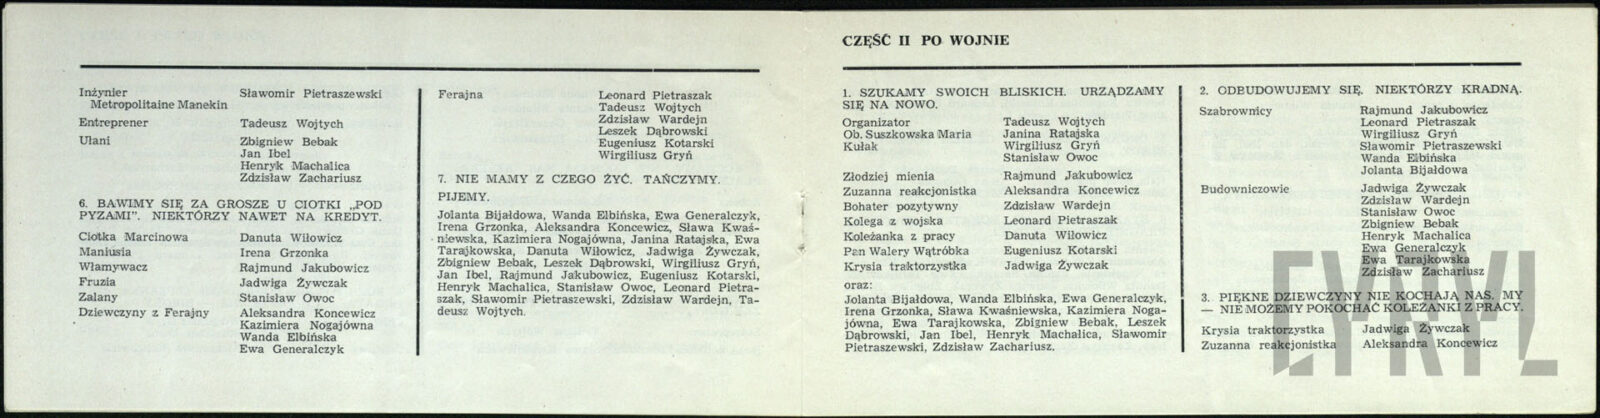 Inżynier Sławomir Pietraszewski
Metropolitaine Manekin
Entreprener Tadeusz Wojtych
Ułani Zbigniew Bebak
Jan Ibel
Henryk Machalica
Zdzisław Zachariusz
6. BAWIMY SIĘ ZA GROSZE U CIOTKI „POD
PYZAMI”. NIEKTÓRZY NAWET NA KREDYT.
Ciotka Marcinowa Danuta Wiłowicz
Maniusia Irena Grzonka
Włamywacz Rajmund Jakubowicz
Fruzia Jadwiga Żywczak
Zalany Stanisław Owoc
Dziewczyny z Ferajny Aleksandra Koncewicz
Kazimiera Nogajówna
Wanda Elbińska
Ewa Generalczyk
Ferajna Leonard Pietraszak
Tadeusz Wojtych
Zdzisław Wardejn
Leszek Dąbrowski
Eugeniusz Kotarski
Wirgiliusz Gryń
7. NIE MAMY Z CZEGO ŻYĆ. TAŃCZYMY.
PIJEMY.
Jolanta Bijałdowa, Wanda Elbińska, Ewa Generalczyk,
Irena Grzonka, Aleksandra Koncewicz, Sława Kwaś-
niewska, Kazimiera Nogajówna, Janina Ratajska, Ewa
Tarajkowska, Danuta Wiłowicz, Jadwiga Żywczak,
Zbigniew Bebak, Leszek Dąbrowski, Wirgiliusz Gryń,
Jan Ibel, Rajmund Jakubowicz, Eugeniusz Kotarski,
Henryk Machalica, Stanisław Owoc, Leonard Pietra-
szak, Sławomir Pietraszewski, Zdzisław Wardejn, Ta-
deusz Wojtych.
CZĘŚĆ II PO WOJNIE
1. SZUKAMY SWOICH BLISKICH. URZĄDZAMY
SIĘ NA NOWO.
Organizator Tadeusz Wojtych
Ob. Suszkowska Maria Janina Ratajska
Kułak Wirgiliusz Gryń
Stanisław Owoc
Złodziej mienia Rajmund Jakubowicz
Zuzanna reakcjonistka Aleksandra Koncewicz
Bohater pozytywny Zdzisław Wardejn
Kolega z wojska Leonard Pietraszak
Koleżanka z pracy Danuta Wiłowicz
Pan Walery Wątróbka Eugeniusz Kotarski
Krysia traktorzystka Jadwiga Żywczak
oraz:
Jolanta Bijałdowa, Wanda Elbińska, Ewa Generalczyk,
Irena Grzonka, Sława Kwaśniewska, Kazimiera Noga-
jówna, Ewa Tarajkowska, Zbigniew Bebak, Leszek
Dąbrowski, Jan Ibel, Henryk Machalica, Sławomir
Pietraszewski, Zdzisław Zachariusz.
2. ODBUDOWUJEMY SIĘ. NIEKTÓRZY KRADNĄ.
Szabrownicy Rajmund Jakubowicz
Leonard Pietraszak
Wirgiliusz Gryń
Sławomir Pietraszewski
Wanda Elbińska
Jolanta Bijałdowa
Budowniczowie Jadwiga Żywczak
Zdzisław Wardejn
Stanisław Owoc
Zbigniew Bebak
Henryk Machalica
Ewa Generalczyk
Ewa Tarajkowska
Zdzisław Zachariusz
3. PIĘKNE DZIEWCZYNY NIE KOCHAJĄ NAS. MY
— NIE MOŻEMY POKOCHAĆ KOLEŻANKI Z PRACY.
Krysia traktorzystka Jadwiga Żywczak
Zuzanna reakcjonistka Aleksandra Koncewicz